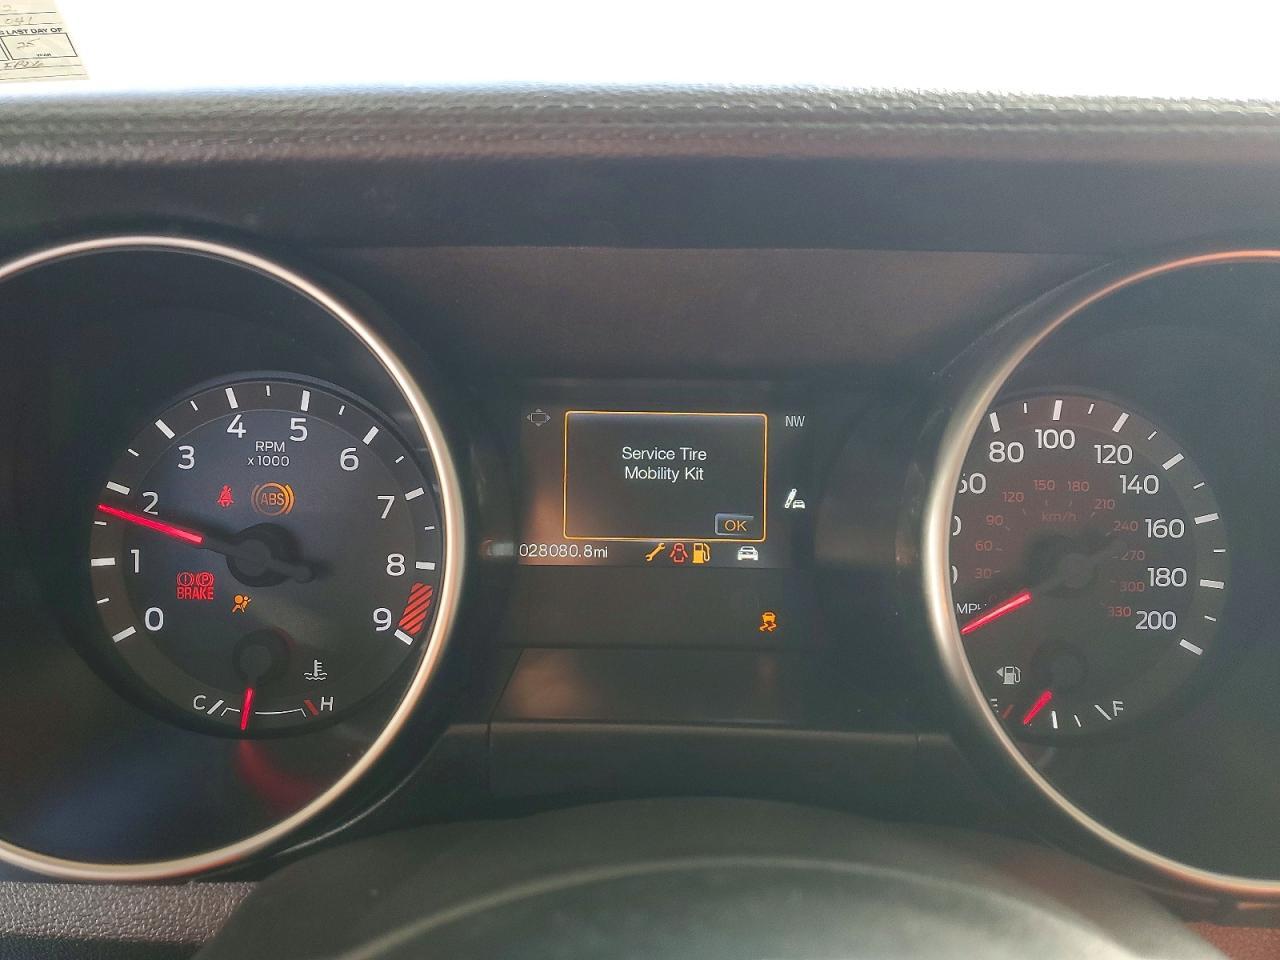 LAST DAY OF
25
YEAR
0
1
2
3
4
5
6
7
8
9
RPM
x1000
ABS
BRAKE
C
H
Service Tire
Mobility Kit
OK
NW
028080.8mi
80
100
120
140
160
180
200
30
60
90
120
150
180
210
240
270
300
330
km/h
MPH
E
F